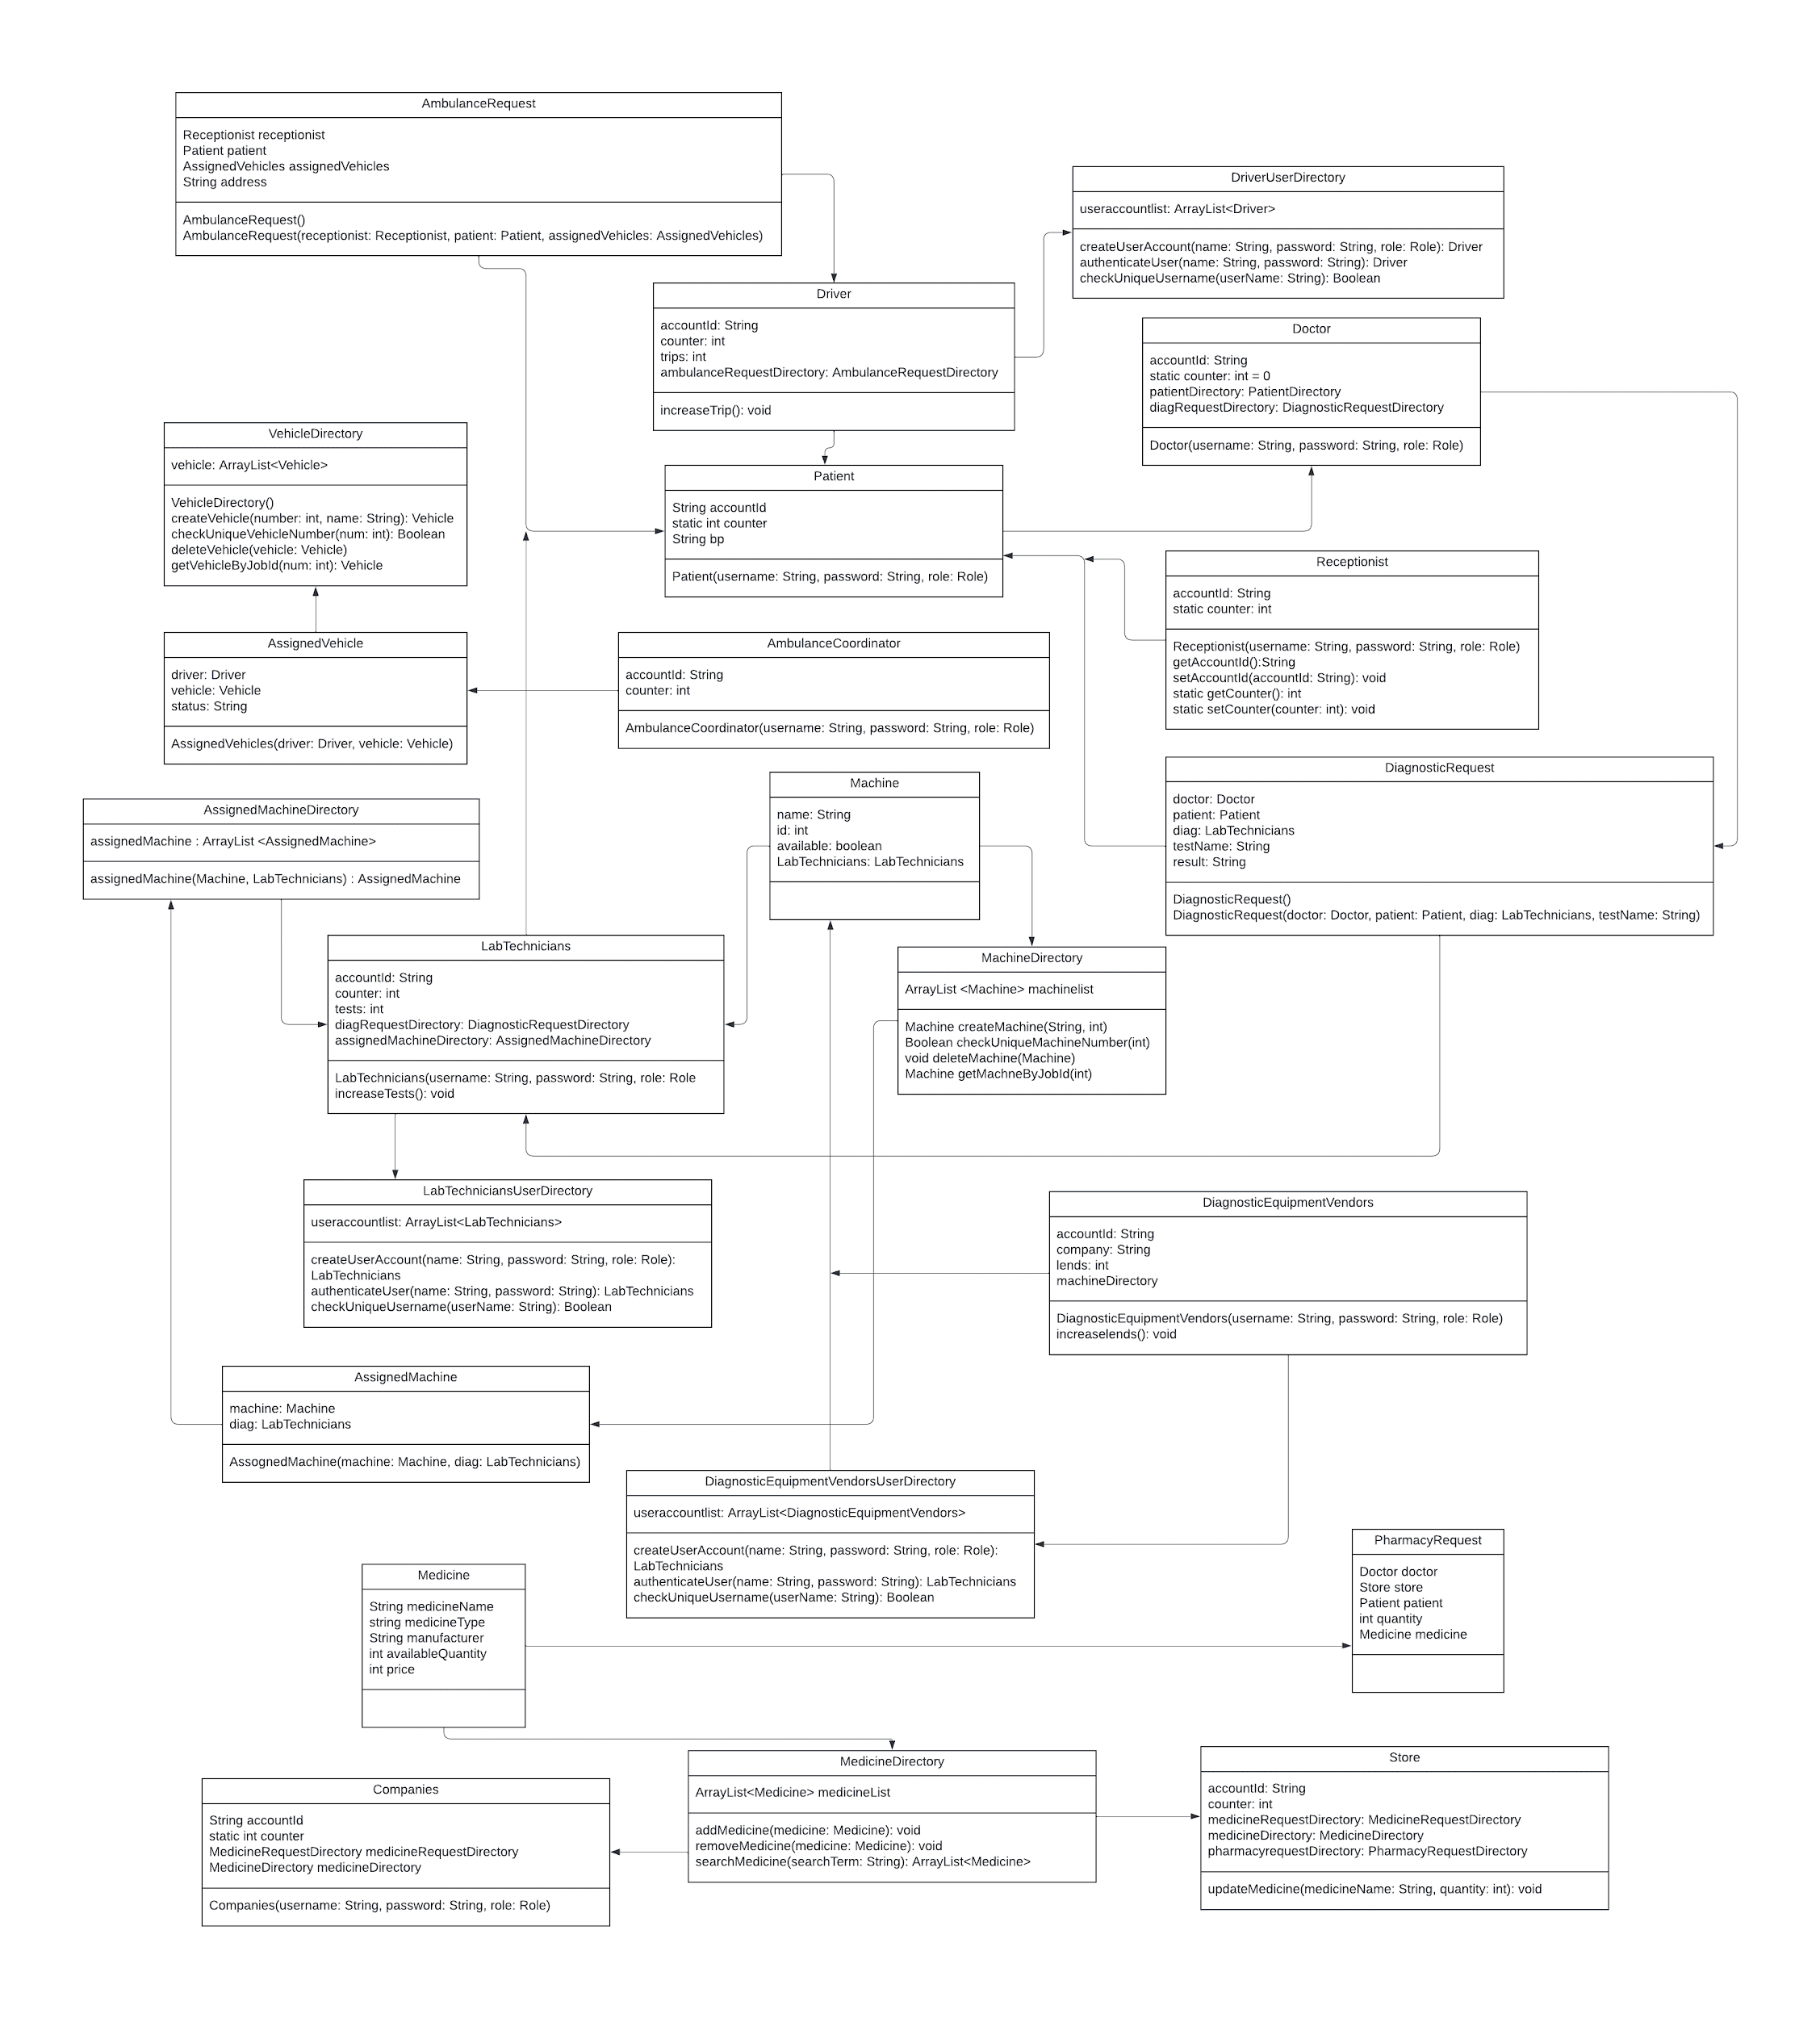 AmbulanceRequest
Receptionist receptionist
Patient patient
AssignedVehicles assignedVehicles
String address
AmbulanceRequest()
AmbulanceRequest(receptionist: Receptionist, patient: Patient, assignedVehicles: AssignedVehicles)
DriverUserDirectory
useraccountlist: ArrayList<Driver>
createUserAccount(name: String, password: String, role: Role): Driver
authenticateUser(name: String, password: String): Driver
checkUniqueUsername(userName: String): Boolean
Driver
accountId: String
counter: int
trips: int
ambulanceRequestDirectory: AmbulanceRequestDirectory
increaseTrip(): void
Doctor
accountId: String
static counter: int = 0
patientDirectory: PatientDirectory
diagRequestDirectory: DiagnosticRequestDirectory
Doctor(username: String, password: String, role: Role)
VehicleDirectory
vehicle: ArrayList<Vehicle>
VehicleDirectory()
createVehicle(number: int, name: String): Vehicle
checkUniqueVehicleNumber(num: int): Boolean
deleteVehicle(vehicle: Vehicle)
getVehicleByJobId(num: int): Vehicle
Patient
String accountId
static int counter
String bp
Patient(username: String, password: String, role: Role)
Receptionist
accountId: String
static counter: int
Receptionist(username: String, password: String, role: Role)
getAccountId():String
setAccountId(accountId: String): void
static getCounter(): int
static setCounter(counter: int): void
AssignedVehicle
driver: Driver
vehicle: Vehicle
status: String
AssignedVehicles(driver: Driver, vehicle: Vehicle)
AmbulanceCoordinator
accountId: String
counter: int
AmbulanceCoordinator(username: String, password: String, role: Role)
DiagnosticRequest
doctor: Doctor
patient: Patient
diag: LabTechnicians
testName: String
result: String
DiagnosticRequest()
DiagnosticRequest(doctor: Doctor, patient: Patient, diag: LabTechnicians, testName: String)
Machine
name: String
id: int
available: boolean
LabTechnicians: LabTechnicians
AssignedMachineDirectory
assignedMachine : ArrayList <AssignedMachine>
assignedMachine(Machine, LabTechnicians) : AssignedMachine
LabTechnicians
accountId: String
counter: int
tests: int
diagRequestDirectory: DiagnosticRequestDirectory
assignedMachineDirectory: AssignedMachineDirectory
LabTechnicians(username: String, password: String, role: Role
increaseTests(): void
MachineDirectory
ArrayList <Machine> machinelist
Machine createMachine(String, int)
Boolean checkUniqueMachineNumber(int)
void deleteMachine(Machine)
Machine getMachneByJobId(int)
LabTechniciansUserDirectory
useraccountlist: ArrayList<LabTechnicians>
createUserAccount(name: String, password: String, role: Role):
LabTechnicians
authenticateUser(name: String, password: String): LabTechnicians
checkUniqueUsername(userName: String): Boolean
DiagnosticEquipmentVendors
accountId: String
company: String
lends: int
machineDirectory
DiagnosticEquipmentVendors(username: String, password: String, role: Role)
increaselends(): void
AssignedMachine
machine: Machine
diag: LabTechnicians
AssognedMachine(machine: Machine, diag: LabTechnicians)
DiagnosticEquipmentVendorsUserDirectory
useraccountlist: ArrayList<DiagnosticEquipmentVendors>
createUserAccount(name: String, password: String, role: Role):
LabTechnicians
authenticateUser(name: String, password: String): LabTechnicians
checkUniqueUsername(userName: String): Boolean
PharmacyRequest
Doctor doctor
Store store
Patient patient
int quantity
Medicine medicine
Medicine
String medicineName
string medicineType
String manufacturer
int availableQuantity
int price
MedicineDirectory
ArrayList<Medicine> medicineList
addMedicine(medicine: Medicine): void
removeMedicine(medicine: Medicine): void
searchMedicine(searchTerm: String): ArrayList<Medicine>
Store
accountId: String
counter: int
medicineRequestDirectory: MedicineRequestDirectory
medicineDirectory: MedicineDirectory
pharmacyrequestDirectory: PharmacyRequestDirectory
updateMedicine(medicineName: String, quantity: int): void
Companies
String accountId
static int counter
MedicineRequestDirectory medicineRequestDirectory
MedicineDirectory medicineDirectory
Companies(username: String, password: String, role: Role)